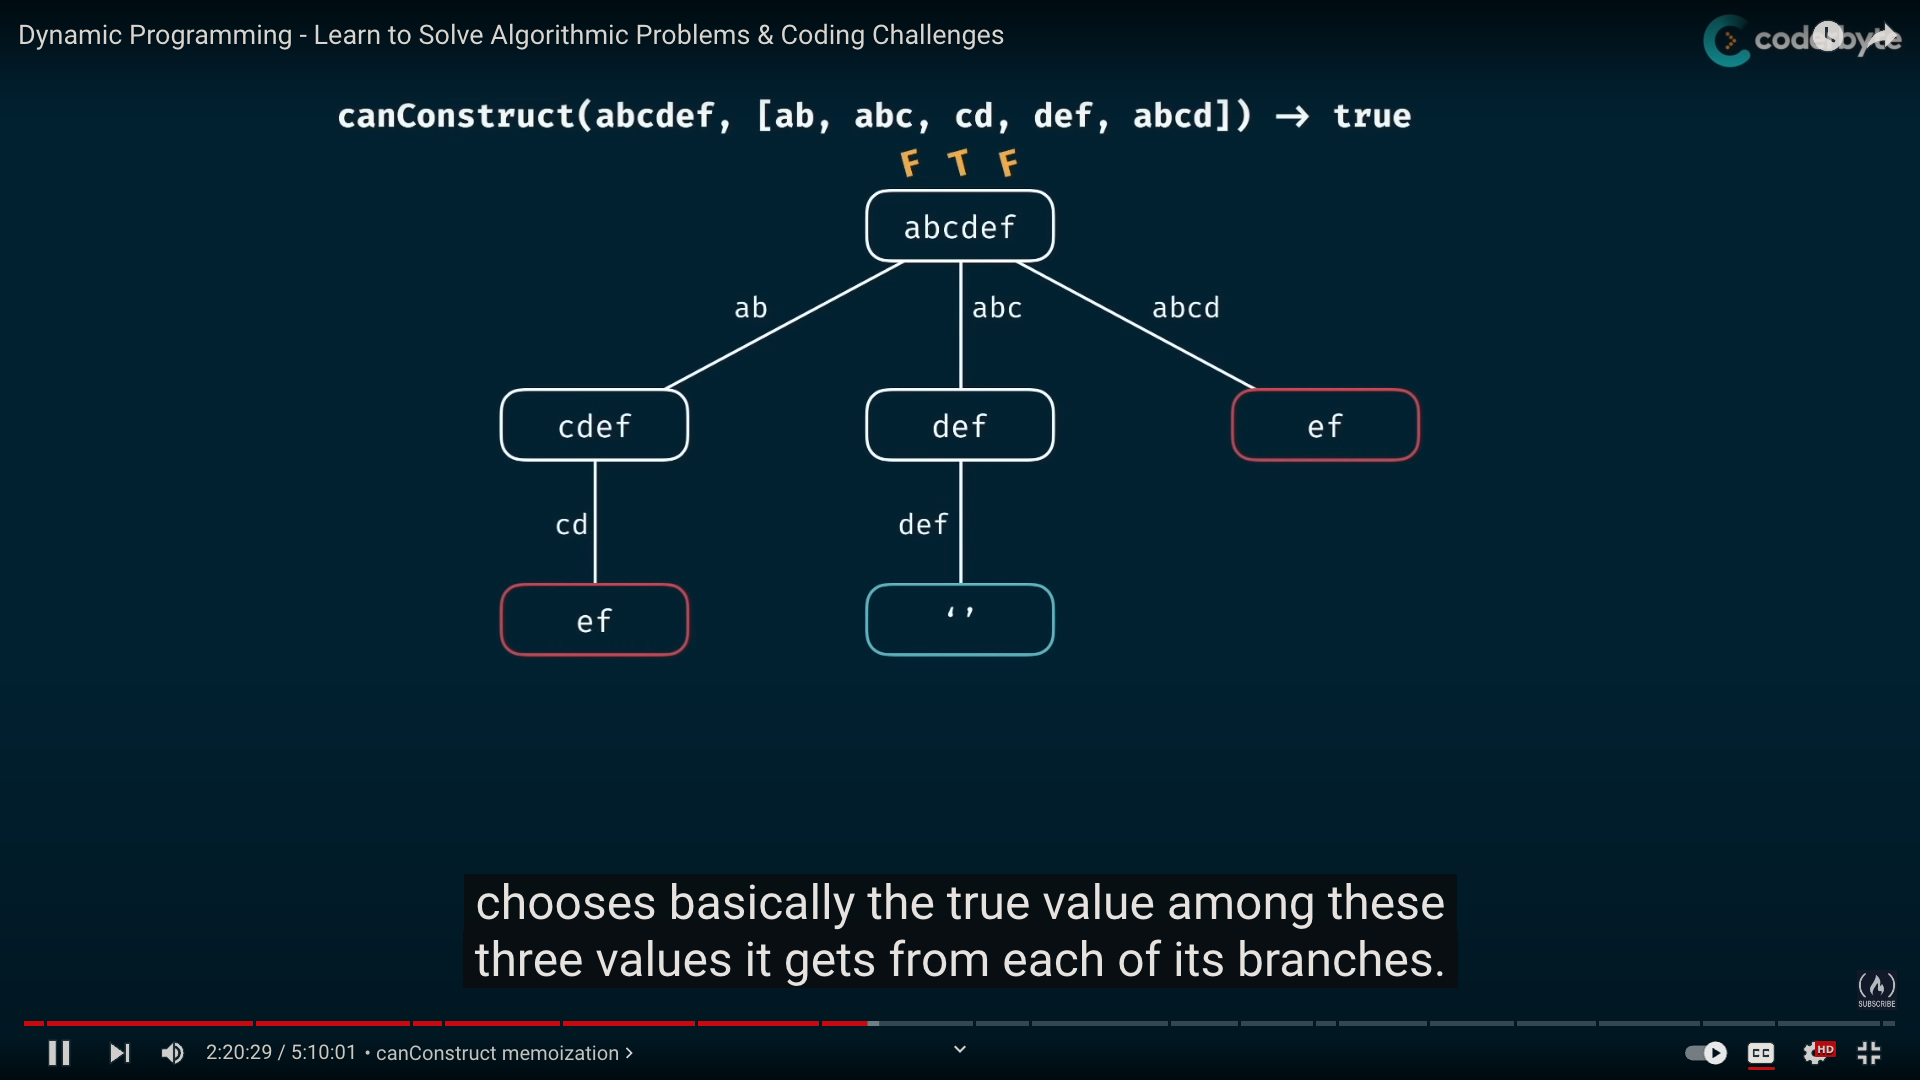 Dynamic Programming - Learn to Solve Algorithmic Problems & Coding Challenges
coderbyte
canConstruct(abcdef, [ab, abc, cd, def, abcd]) → true
F T F
abcdef
ab abc abcd
cdef def ef
cd def
ef ‘’
chooses basically the true value among these
three values it gets from each of its branches.
SUBSCRIBE
2:20:29 / 5:10:01 • canConstruct memoization ›
CC HD